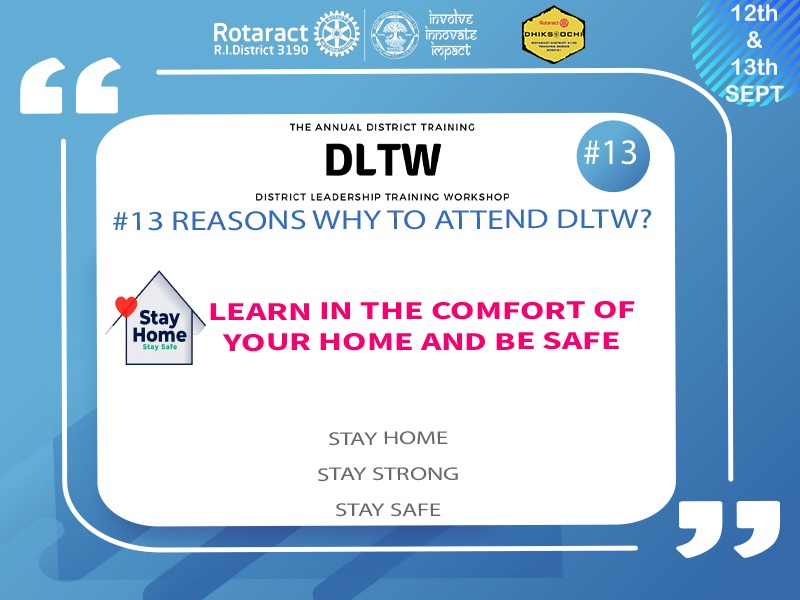 Rotaract
R.I.District 3190
involve
innovate
impact
Rotaract
DHIKSOOCHI
12th
&
13th
SEPT
THE ANNUAL DISTRICT TRAINING
DLTW
#13
DISTRICT LEADERSHIP TRAINING WORKSHOP
#13 REASONS WHY TO ATTEND DLTW?
Stay
Home
Stay Safe
LEARN IN THE COMFORT OF
YOUR HOME AND BE SAFE
STAY HOME
STAY STRONG
STAY SAFE